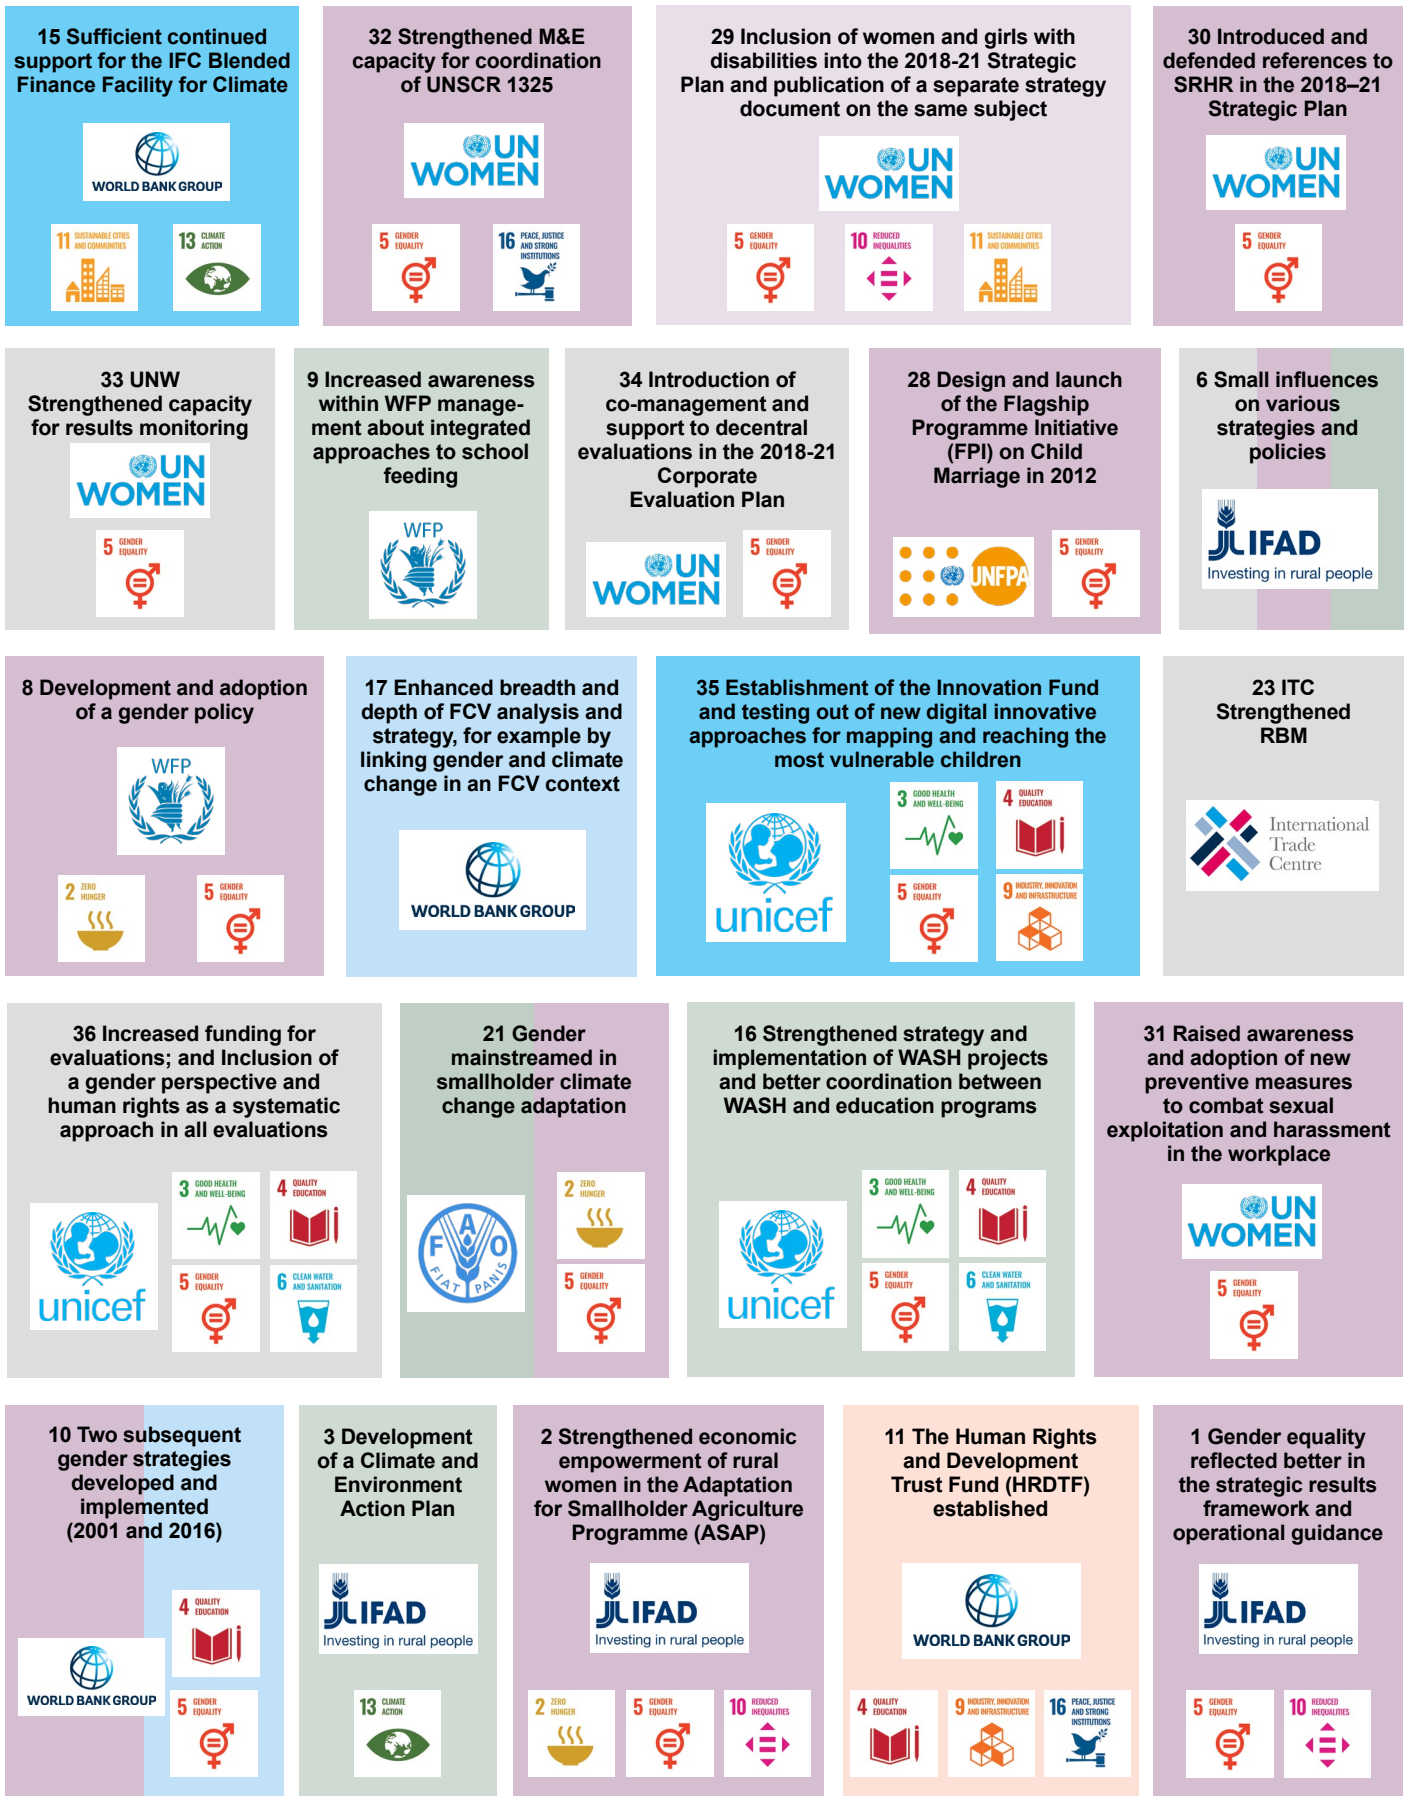 15 Sufficient continued
support for the IFC Blended
Finance Facility for Climate
WORLD BANK GROUP
11 SUSTAINABLE CITIES
AND COMMUNITIES
13 CLIMATE
ACTION
32 Strengthened M&E
capacity for coordination
of UNSCR 1325
UN
WOMEN
5 GENDER
EQUALITY
16 PEACE, JUSTICE
AND STRONG
INSTITUTIONS
29 Inclusion of women and girls with
disabilities into the 2018-21 Strategic
Plan and publication of a separate strategy
document on the same subject
UN
WOMEN
5 GENDER
EQUALITY
10 REDUCED
INEQUALITIES
11 SUSTAINABLE CITIES
AND COMMUNITIES
30 Introduced and
defended references to
SRHR in the 2018–21
Strategic Plan
UN
WOMEN
5 GENDER
EQUALITY
33 UNW
Strengthened capacity
for results monitoring
UN
WOMEN
5 GENDER
EQUALITY
9 Increased awareness
within WFP manage-
ment about integrated
approaches to school
feeding
WFP
34 Introduction of
co-management and
support to decentral
evaluations in the 2018-21
Corporate
Evaluation Plan
UN
WOMEN
5 GENDER
EQUALITY
28 Design and launch
of the Flagship
Programme Initiative
(FPI) on Child
Marriage in 2012
UNFPA
5 GENDER
EQUALITY
6 Small influences
on various
strategies and
policies
IFAD
Investing in rural people
8 Development and adoption
of a gender policy
WFP
2 ZERO
HUNGER
5 GENDER
EQUALITY
17 Enhanced breadth and
depth of FCV analysis and
strategy, for example by
linking gender and climate
change in an FCV context
WORLD BANK GROUP
35 Establishment of the Innovation Fund
and testing out of new digital innovative
approaches for mapping and reaching the
most vulnerable children
unicef
3 GOOD HEALTH
AND WELL-BEING
4 QUALITY
EDUCATION
5 GENDER
EQUALITY
9 INDUSTRY, INNOVATION
AND INFRASTRUCTURE
23 ITC
Strengthened
RBM
International
Trade
Centre
36 Increased funding for
evaluations; and Inclusion of
a gender perspective and
human rights as a systematic
approach in all evaluations
unicef
3 GOOD HEALTH
AND WELL-BEING
4 QUALITY
EDUCATION
5 GENDER
EQUALITY
6 CLEAN WATER
AND SANITATION
21 Gender
mainstreamed in
smallholder climate
change adaptation
FAO
FIAT PANIS
2 ZERO
HUNGER
5 GENDER
EQUALITY
16 Strengthened strategy and
implementation of WASH projects
and better coordination between
WASH and education programs
unicef
3 GOOD HEALTH
AND WELL-BEING
4 QUALITY
EDUCATION
5 GENDER
EQUALITY
6 CLEAN WATER
AND SANITATION
31 Raised awareness
and adoption of new
preventive measures
to combat sexual
exploitation and harassment
in the workplace
UN
WOMEN
5 GENDER
EQUALITY
10 Two subsequent
gender strategies
developed and
implemented
(2001 and 2016)
WORLD BANK GROUP
4 QUALITY
EDUCATION
5 GENDER
EQUALITY
3 Development
of a Climate and
Environment
Action Plan
IFAD
Investing in rural people
13 CLIMATE
ACTION
2 Strengthened economic
empowerment of rural
women in the Adaptation
for Smallholder Agriculture
Programme (ASAP)
IFAD
Investing in rural people
2 ZERO
HUNGER
5 GENDER
EQUALITY
10 REDUCED
INEQUALITIES
11 The Human Rights
and Development
Trust Fund (HRDTF)
established
WORLD BANK GROUP
4 QUALITY
EDUCATION
9 INDUSTRY, INNOVATION
AND INFRASTRUCTURE
16 PEACE, JUSTICE
AND STRONG
INSTITUTIONS
1 Gender equality
reflected better in
the strategic results
framework and
operational guidance
IFAD
Investing in rural people
5 GENDER
EQUALITY
10 REDUCED
INEQUALITIES